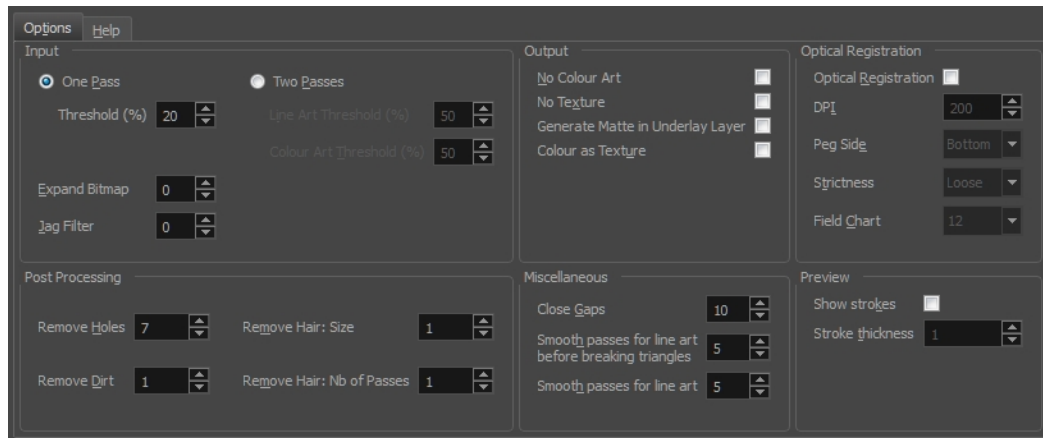 Options Help
Input
One Pass Two Passes
Threshold (%) 20 Line Art Threshold (%) 50
Colour Art Threshold (%) 50
Expand Bitmap 0
Jag Filter 0
Output
No Colour Art
No Texture
Generate Matte in Underlay Layer
Colour as Texture
Optical Registration
Optical Registration
DPI 200
Peg Side Bottom
Strictness Loose
Field Chart 12
Post Processing
Remove Holes 7 Remove Hair: Size 1
Remove Dirt 1 Remove Hair: Nb of Passes 1
Miscellaneous
Close Gaps 10
Smooth passes for line art
before breaking triangles 5
Smooth passes for line art 5
Preview
Show strokes
Stroke thickness 1